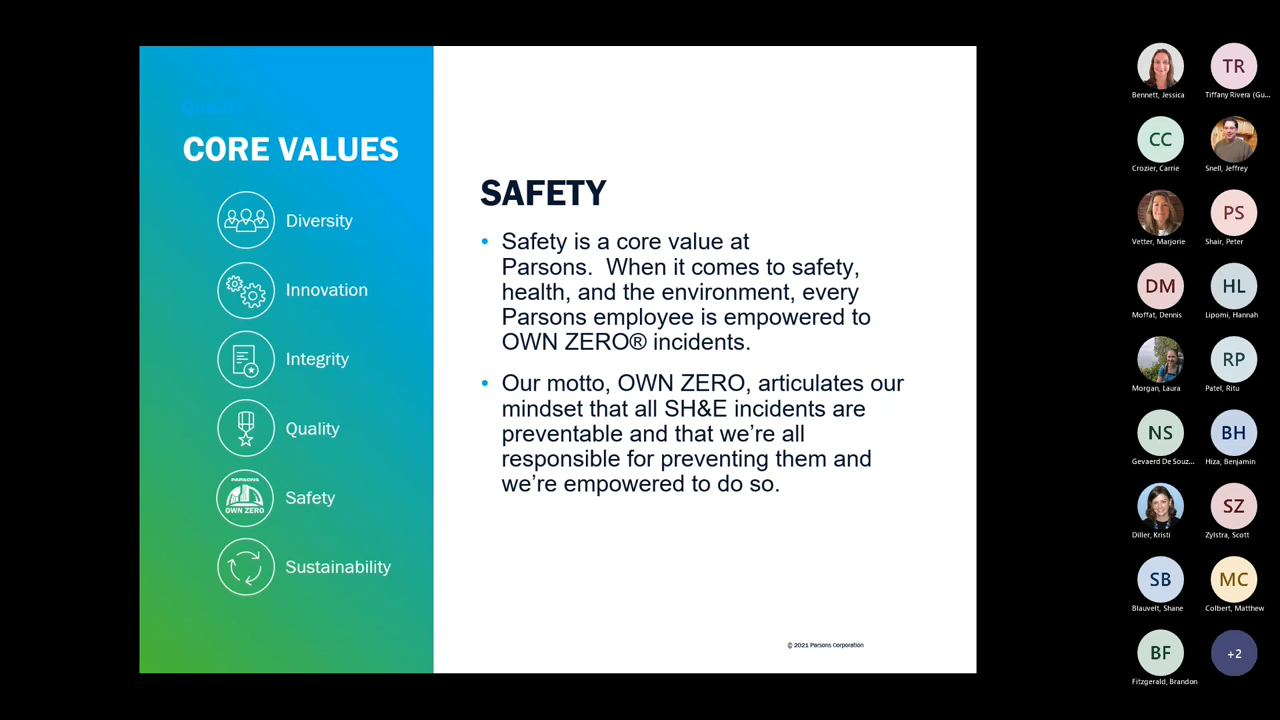 CORE VALUES
Diversity
Innovation
Integrity
Quality
PARSONS
OWN ZERO
Safety
Sustainability
SAFETY
• Safety is a core value at
Parsons.  When it comes to safety,
health, and the environment, every
Parsons employee is empowered to
OWN ZERO® incidents.
• Our motto, OWN ZERO, articulates our
mindset that all SH&E incidents are
preventable and that we’re all
responsible for preventing them and
we’re empowered to do so.
© 2021 Parsons Corporation
Bennett, Jessica
TR
Tiffany Rivera (Gu...
CC
Crozier, Carrie
Snell, Jeffrey
Vetter, Marjorie
PS
Shair, Peter
DM
Moffat, Dennis
HL
Lipomi, Hannah
Morgan, Laura
RP
Patel, Ritu
NS
Gevaerd De Souz...
BH
Hiza, Benjamin
Diller, Kristi
SZ
Zylstra, Scott
SB
Blauvelt, Shane
MC
Colbert, Matthew
BF
Fitzgerald, Brandon
+2